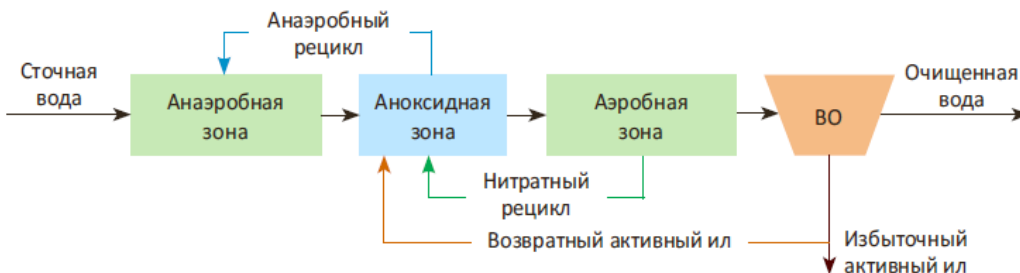 Анаэробный
рецикл
Сточная
вода
Анаэробная
зона
Аноксидная
зона
Аэробная
зона
ВО
Очищенная
вода
Нитратный
рецикл
Возвратный активный ил
Избыточный
активный ил